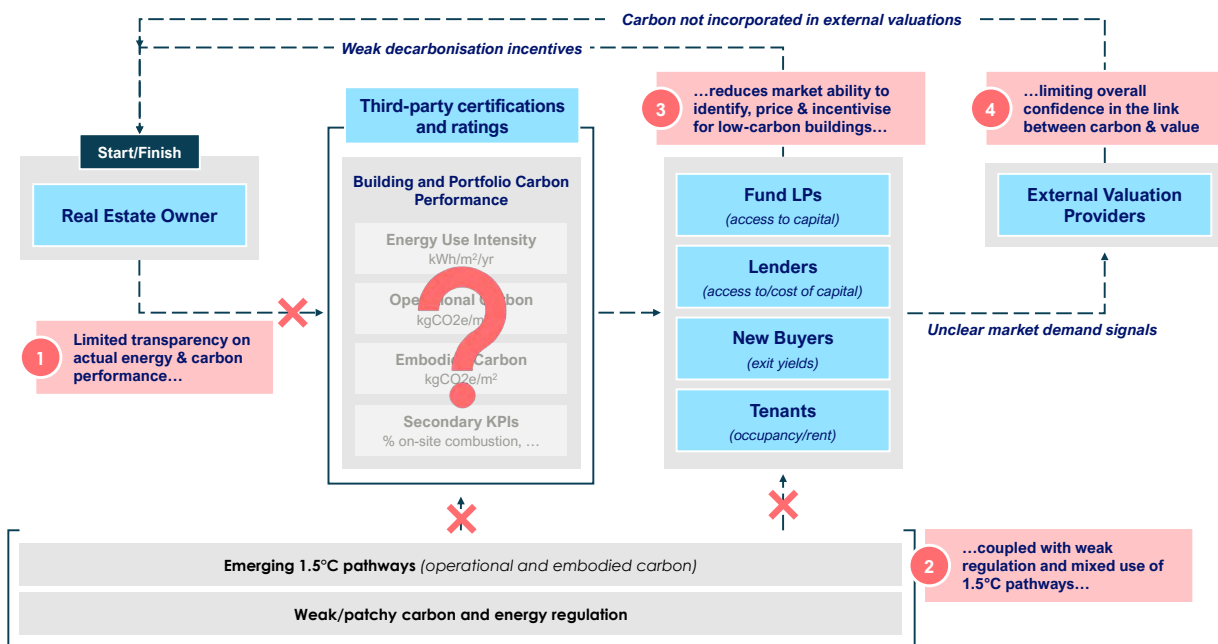 Carbon not incorporated in external valuations
Weak decarbonisation incentives
Start/Finish
Real Estate Owner
1
Limited transparency on
actual energy & carbon
performance…
Third-party certifications
and ratings
Building and Portfolio Carbon
Performance
Energy Use Intensity
kWh/m²/yr
Operational Carbon
kgCO2e/m²
Embodied Carbon
kgCO2e/m²
Secondary KPIs
% on-site combustion, …
3
…reduces market ability to
identify, price & incentivise
for low-carbon buildings…
Fund LPs
(access to capital)
Lenders
(access to/cost of capital)
New Buyers
(exit yields)
Tenants
(occupancy/rent)
4
…limiting overall
confidence in the link
between carbon & value
External Valuation
Providers
Unclear market demand signals
?
Emerging 1.5°C pathways (operational and embodied carbon)
Weak/patchy carbon and energy regulation
2
…coupled with weak
regulation and mixed use of
1.5°C pathways…